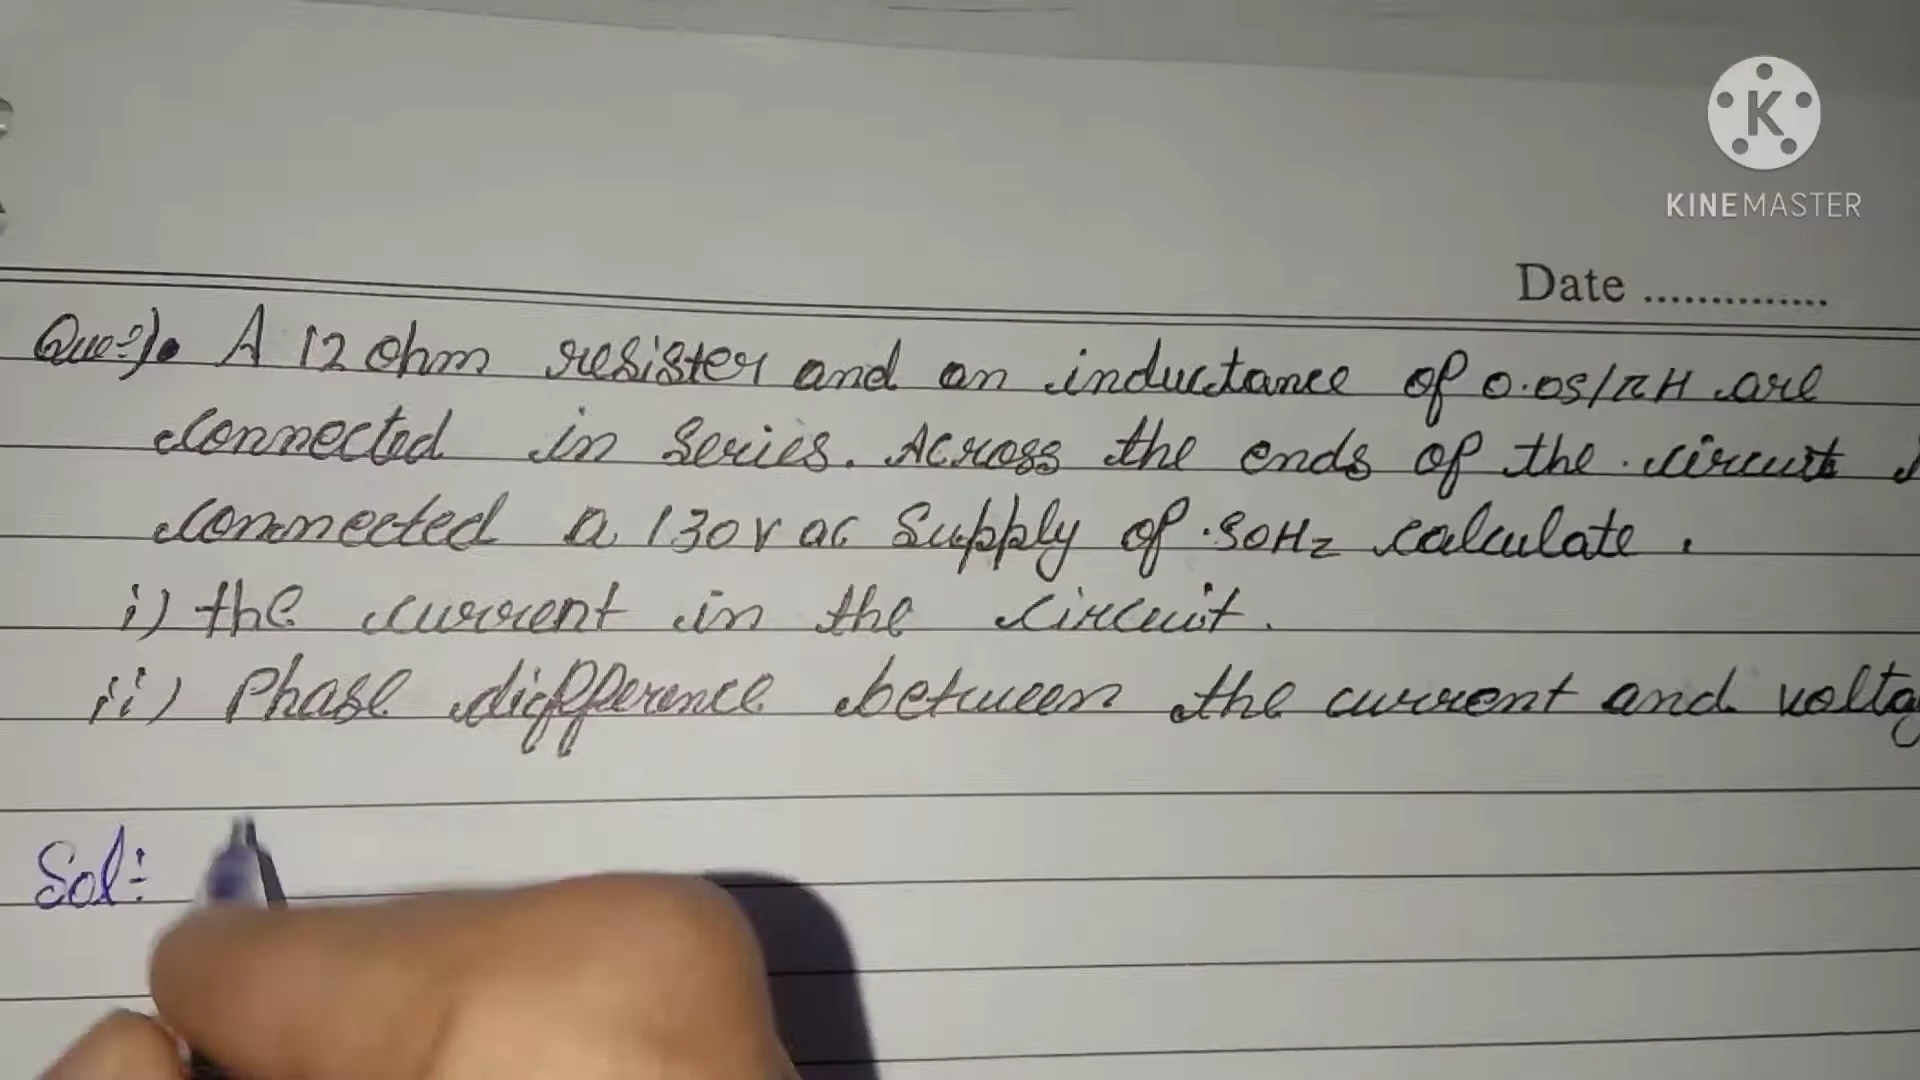 K
KINEMASTER
Date ..............
Que:). A 12 ohm resister and an inductance of 0.05/πH are
connected in series. Across the ends of the circuit
connected a 130v ac Supply of 50Hz calculate.
i) the current in the circuit.
ii) Phase difference between the current and voltag
Sol: